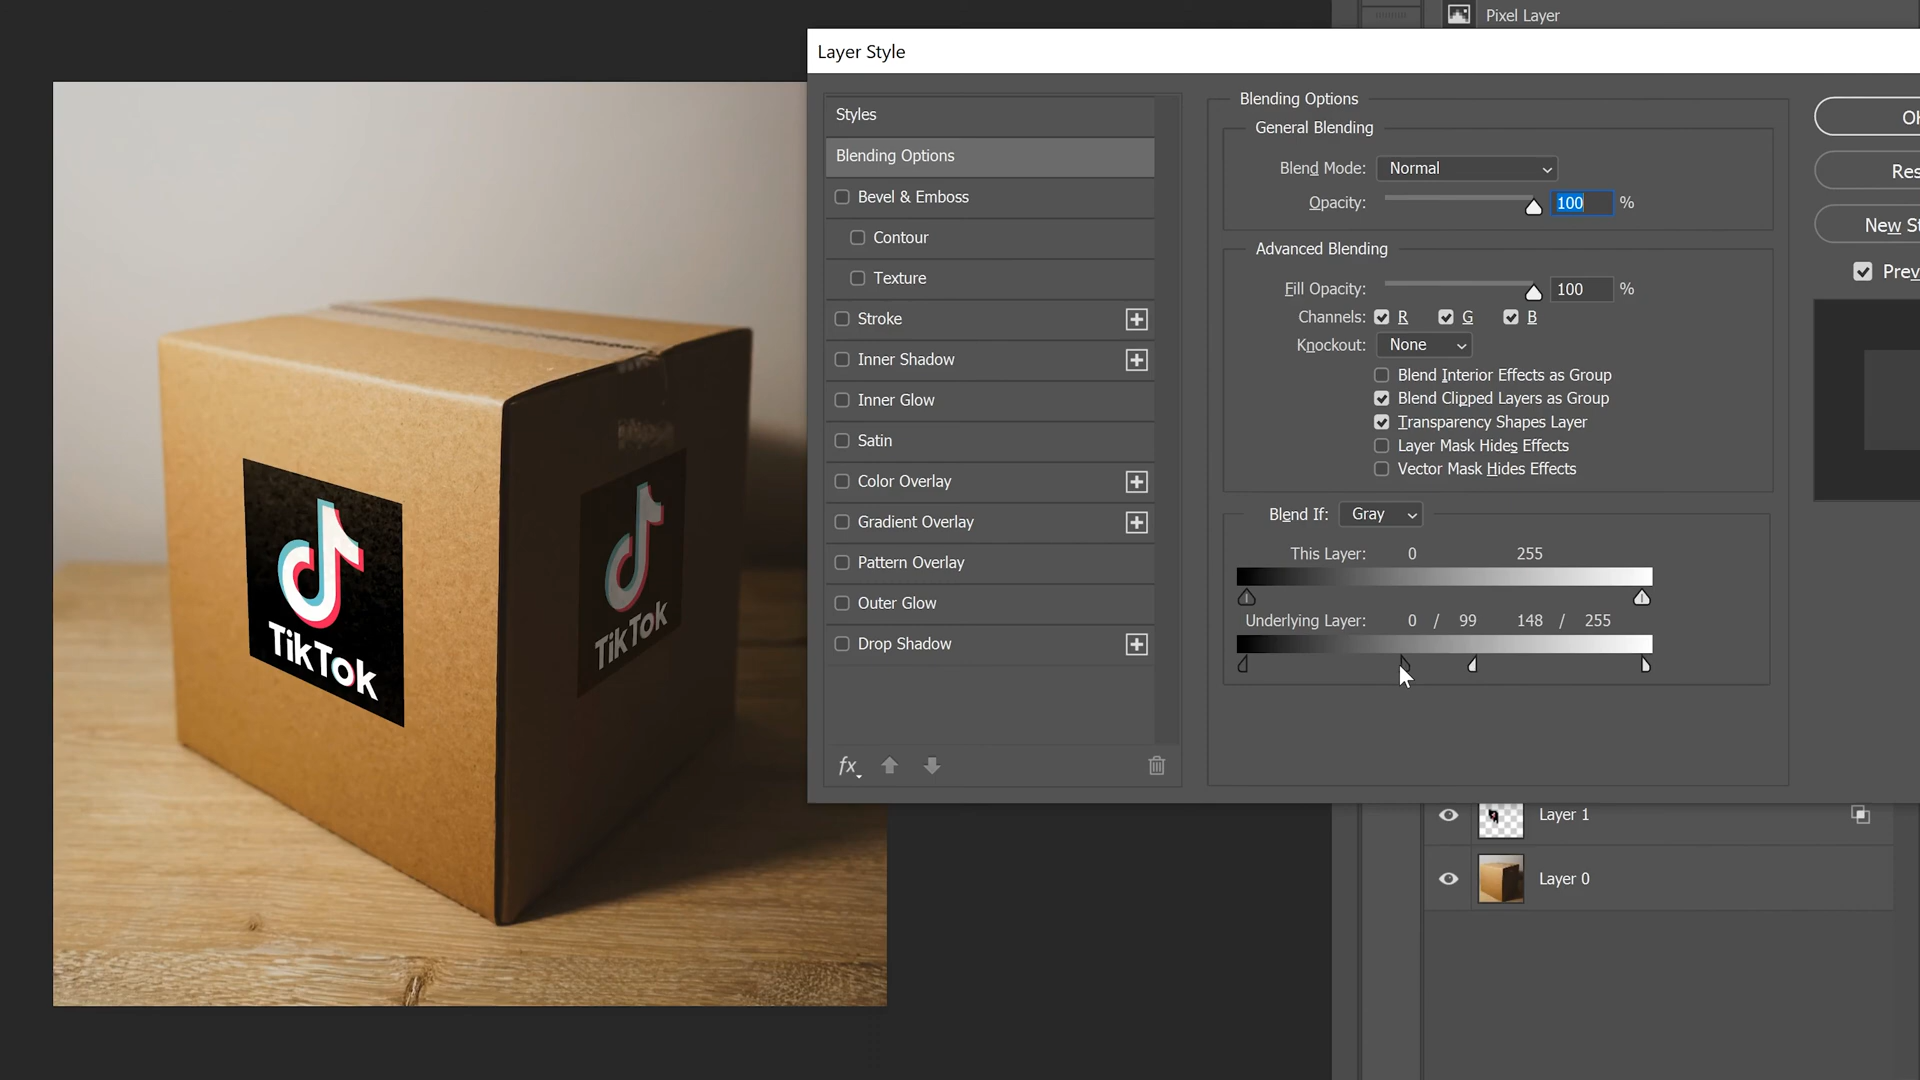 Pixel Layer
Layer Style
Styles
Blending Options
Bevel & Emboss
Contour
Texture
Stroke
Inner Shadow
Inner Glow
Satin
Color Overlay
Gradient Overlay
Pattern Overlay
Outer Glow
Drop Shadow
fx
Blending Options
General Blending
Blend Mode: Normal
Opacity: 100 %
Advanced Blending
Fill Opacity: 100 %
Channels: R G B
Knockout: None
Blend Interior Effects as Group
Blend Clipped Layers as Group
Transparency Shapes Layer
Layer Mask Hides Effects
Vector Mask Hides Effects
Blend If: Gray
This Layer: 0 255
Underlying Layer: 0 / 99 148 / 255
New
Layer 1
Layer 0
TikTok
TikTok